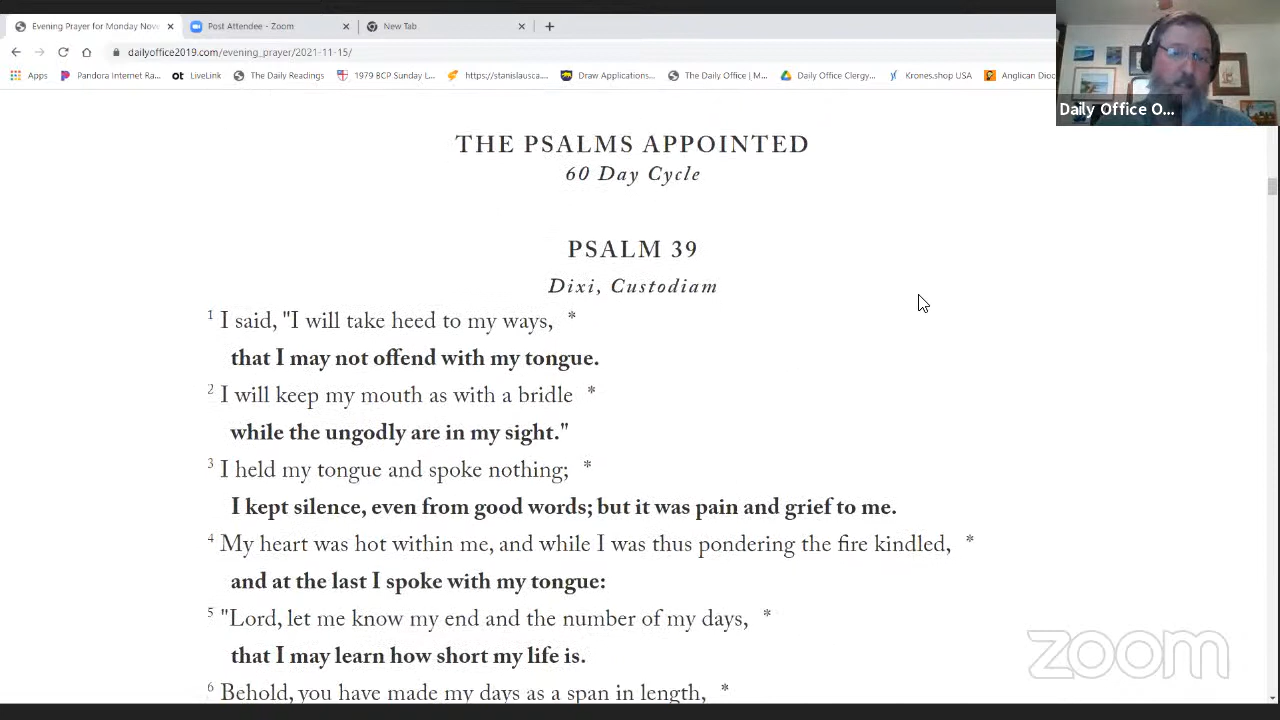 Evening Prayer for Monday Nov
Post Attendee - Zoom
New Tab
dailyoffice2019.com/evening_prayer/2021-11-15/
Apps
Pandora Internet Ra...
LiveLink
The Daily Readings
1979 BCP Sunday L...
https://stanislausca...
Draw Applications...
The Daily Office | M...
Daily Office Clergy...
Krones.shop USA
Anglican Dioc
Daily Office O...
THE PSALMS APPOINTED
60 Day Cycle
PSALM 39
Dixi, Custodiam
1 I said, "I will take heed to my ways, *
that I may not offend with my tongue.
2 I will keep my mouth as with a bridle *
while the ungodly are in my sight."
3 I held my tongue and spoke nothing; *
I kept silence, even from good words; but it was pain and grief to me.
4 My heart was hot within me, and while I was thus pondering the fire kindled, *
and at the last I spoke with my tongue:
5 "Lord, let me know my end and the number of my days, *
that I may learn how short my life is.
6 Behold, you have made my days as a span in length, *
zoom